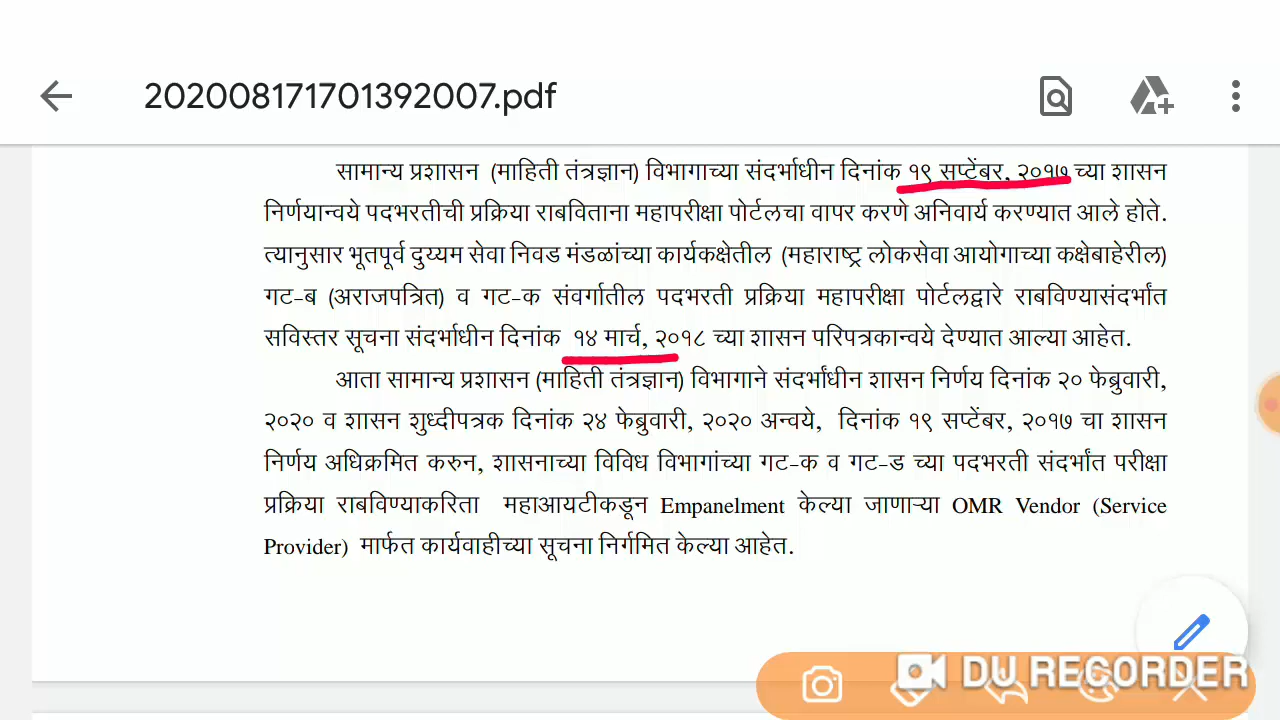 202008171701392007.pdf
सामान्य प्रशासन (माहिती तंत्रज्ञान) विभागाच्या संदर्भाधीन दिनांक १९ सप्टेंबर, २०१७ च्या शासन
निर्णयान्वये पदभरतीची प्रक्रिया राबविताना महापरीक्षा पोर्टलचा वापर करणे अनिवार्य करण्यात आले होते.
त्यानुसार भूतपूर्व दुय्यम सेवा निवड मंडळांच्या कार्यकक्षेतील (महाराष्ट्र लोकसेवा आयोगाच्या कक्षेबाहेरील)
गट-ब (अराजपत्रित) व गट-क संवर्गातील पदभरती प्रक्रिया महापरीक्षा पोर्टलद्वारे राबविण्यासंदर्भांत
सविस्तर सूचना संदर्भाधीन दिनांक १४ मार्च, २०१८ च्या शासन परिपत्रकान्वये देण्यात आल्या आहेत.
आता सामान्य प्रशासन (माहिती तंत्रज्ञान) विभागाने संदर्भाधीन शासन निर्णय दिनांक २० फेब्रुवारी,
२०२० व शासन शुध्दीपत्रक दिनांक २४ फेब्रुवारी, २०२० अन्वये, दिनांक १९ सप्टेंबर, २०१७ चा शासन
निर्णय अधिक्रमित करुन, शासनाच्या विविध विभागांच्या गट-क व गट-ड च्या पदभरती संदर्भांत परीक्षा
प्रक्रिया राबविण्याकरिता महाआयटीकडून Empanelment केल्या जाणाऱ्या OMR Vendor (Service
Provider) मार्फत कार्यवाहीच्या सूचना निर्गमित केल्या आहेत.
DU RECORDER